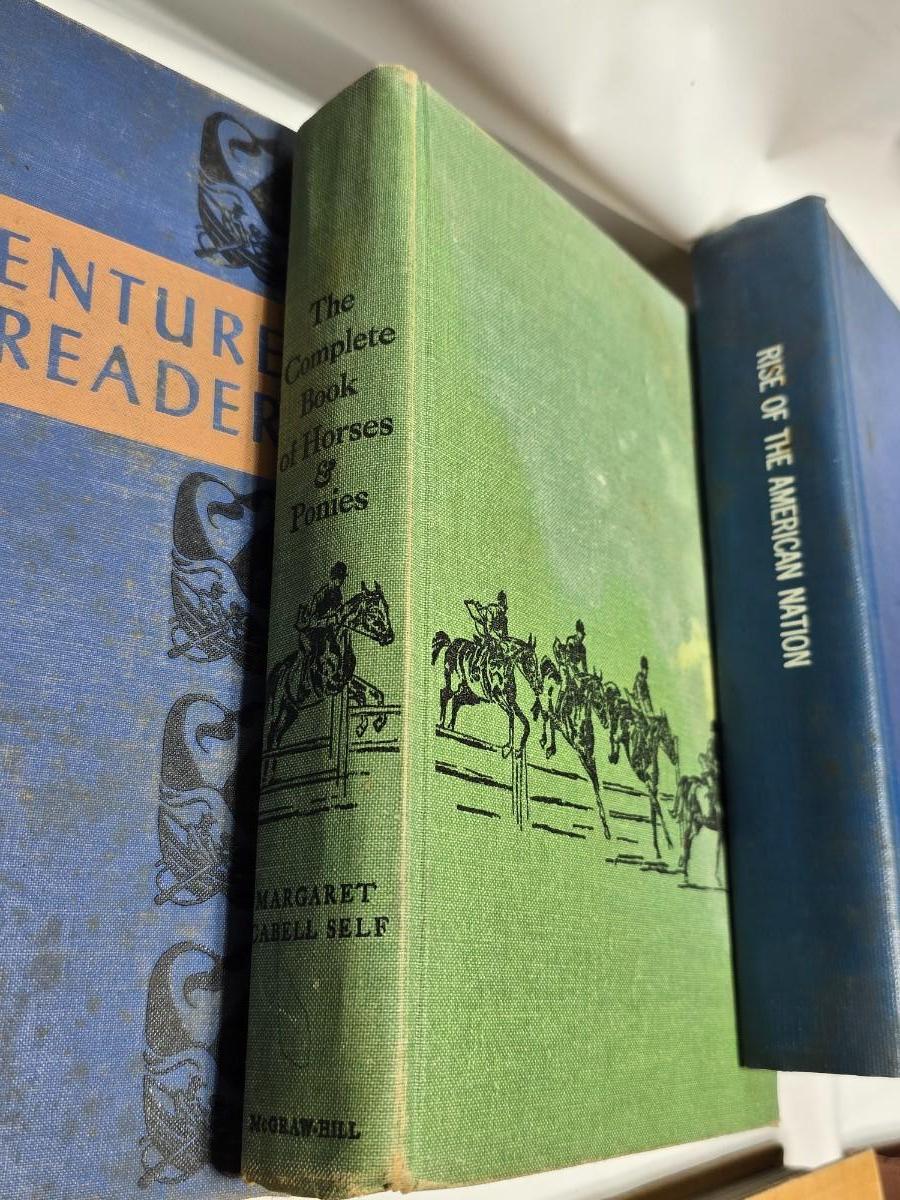 ENTURE
READER
The
Complete
Book
of Horses
&
Ponies
MARGARET
CABELL SELF
McGRAW-HILL
RISE OF THE AMERICAN NATION